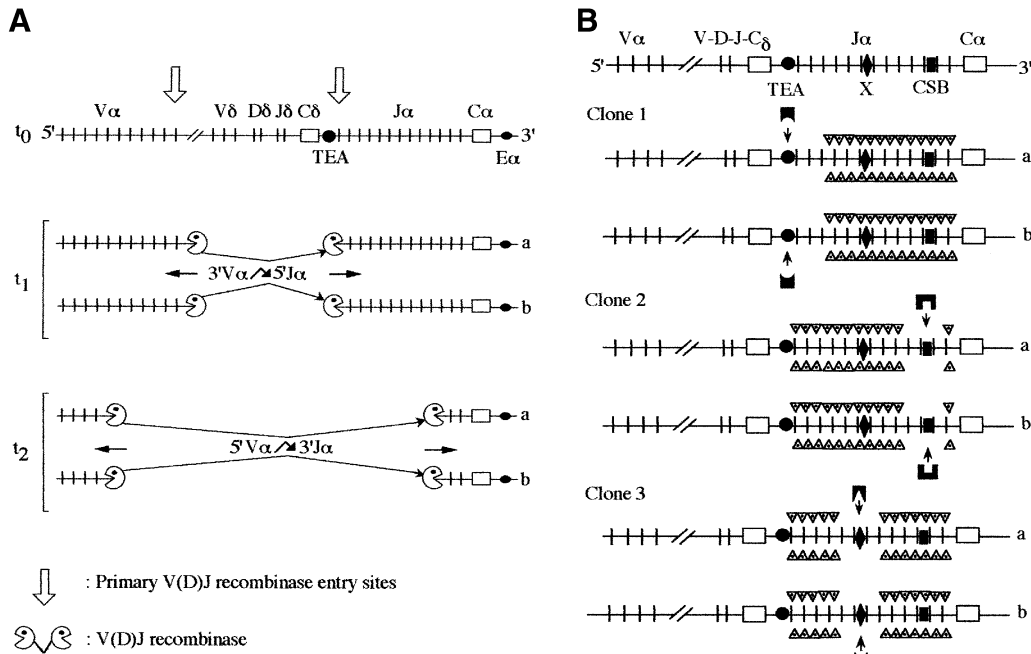 A
Vα Vδ Dδ Jδ Cδ Jα Cα
t0 5' 3'
TEA Eα
a
t1 3'Vα 5'Jα
b
a
t2 5'Vα 3'Jα
b
: Primary V(D)J recombinase entry sites
: V(D)J recombinase
B
Vα V-D-J-Cδ Jα Cα
5' 3'
TEA X CSB
Clone 1
a
b
Clone 2
a
b
Clone 3
a
b